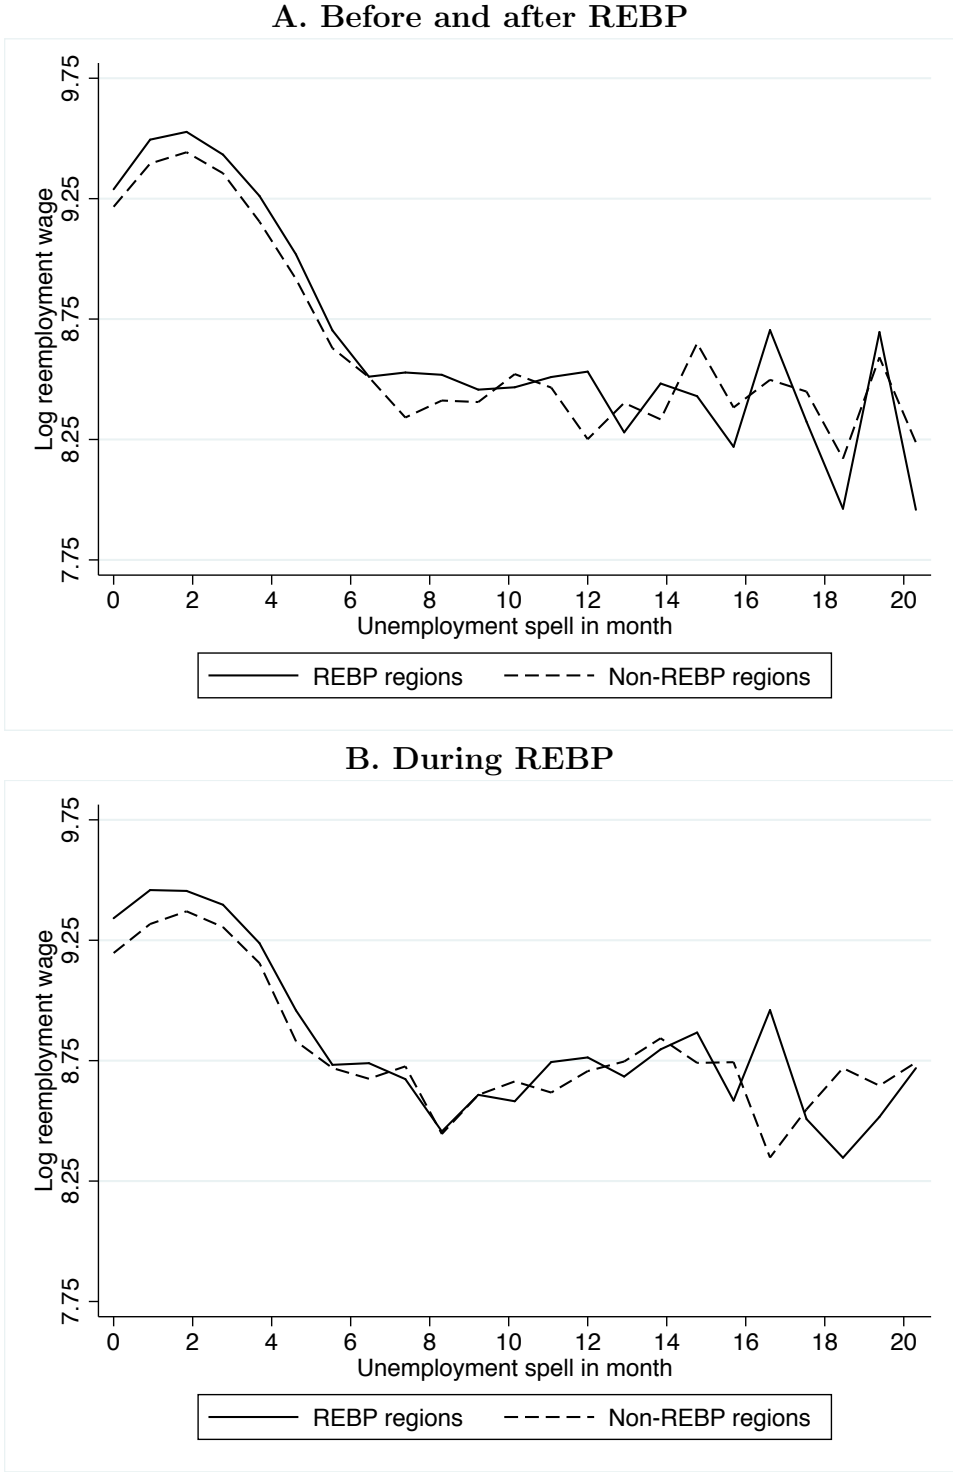 A. Before and after REBP
Log reemployment wage
9.75
9.25
8.75
8.25
7.75
0 2 4 6 8 10 12 14 16 18 20
Unemployment spell in month
REBP regions Non-REBP regions
B. During REBP
Log reemployment wage
9.75
9.25
8.75
8.25
7.75
0 2 4 6 8 10 12 14 16 18 20
Unemployment spell in month
REBP regions Non-REBP regions